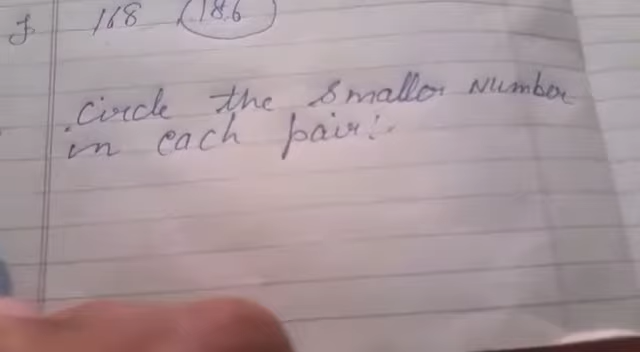 f. 168 186
Circle the smaller Number
in each pair:-